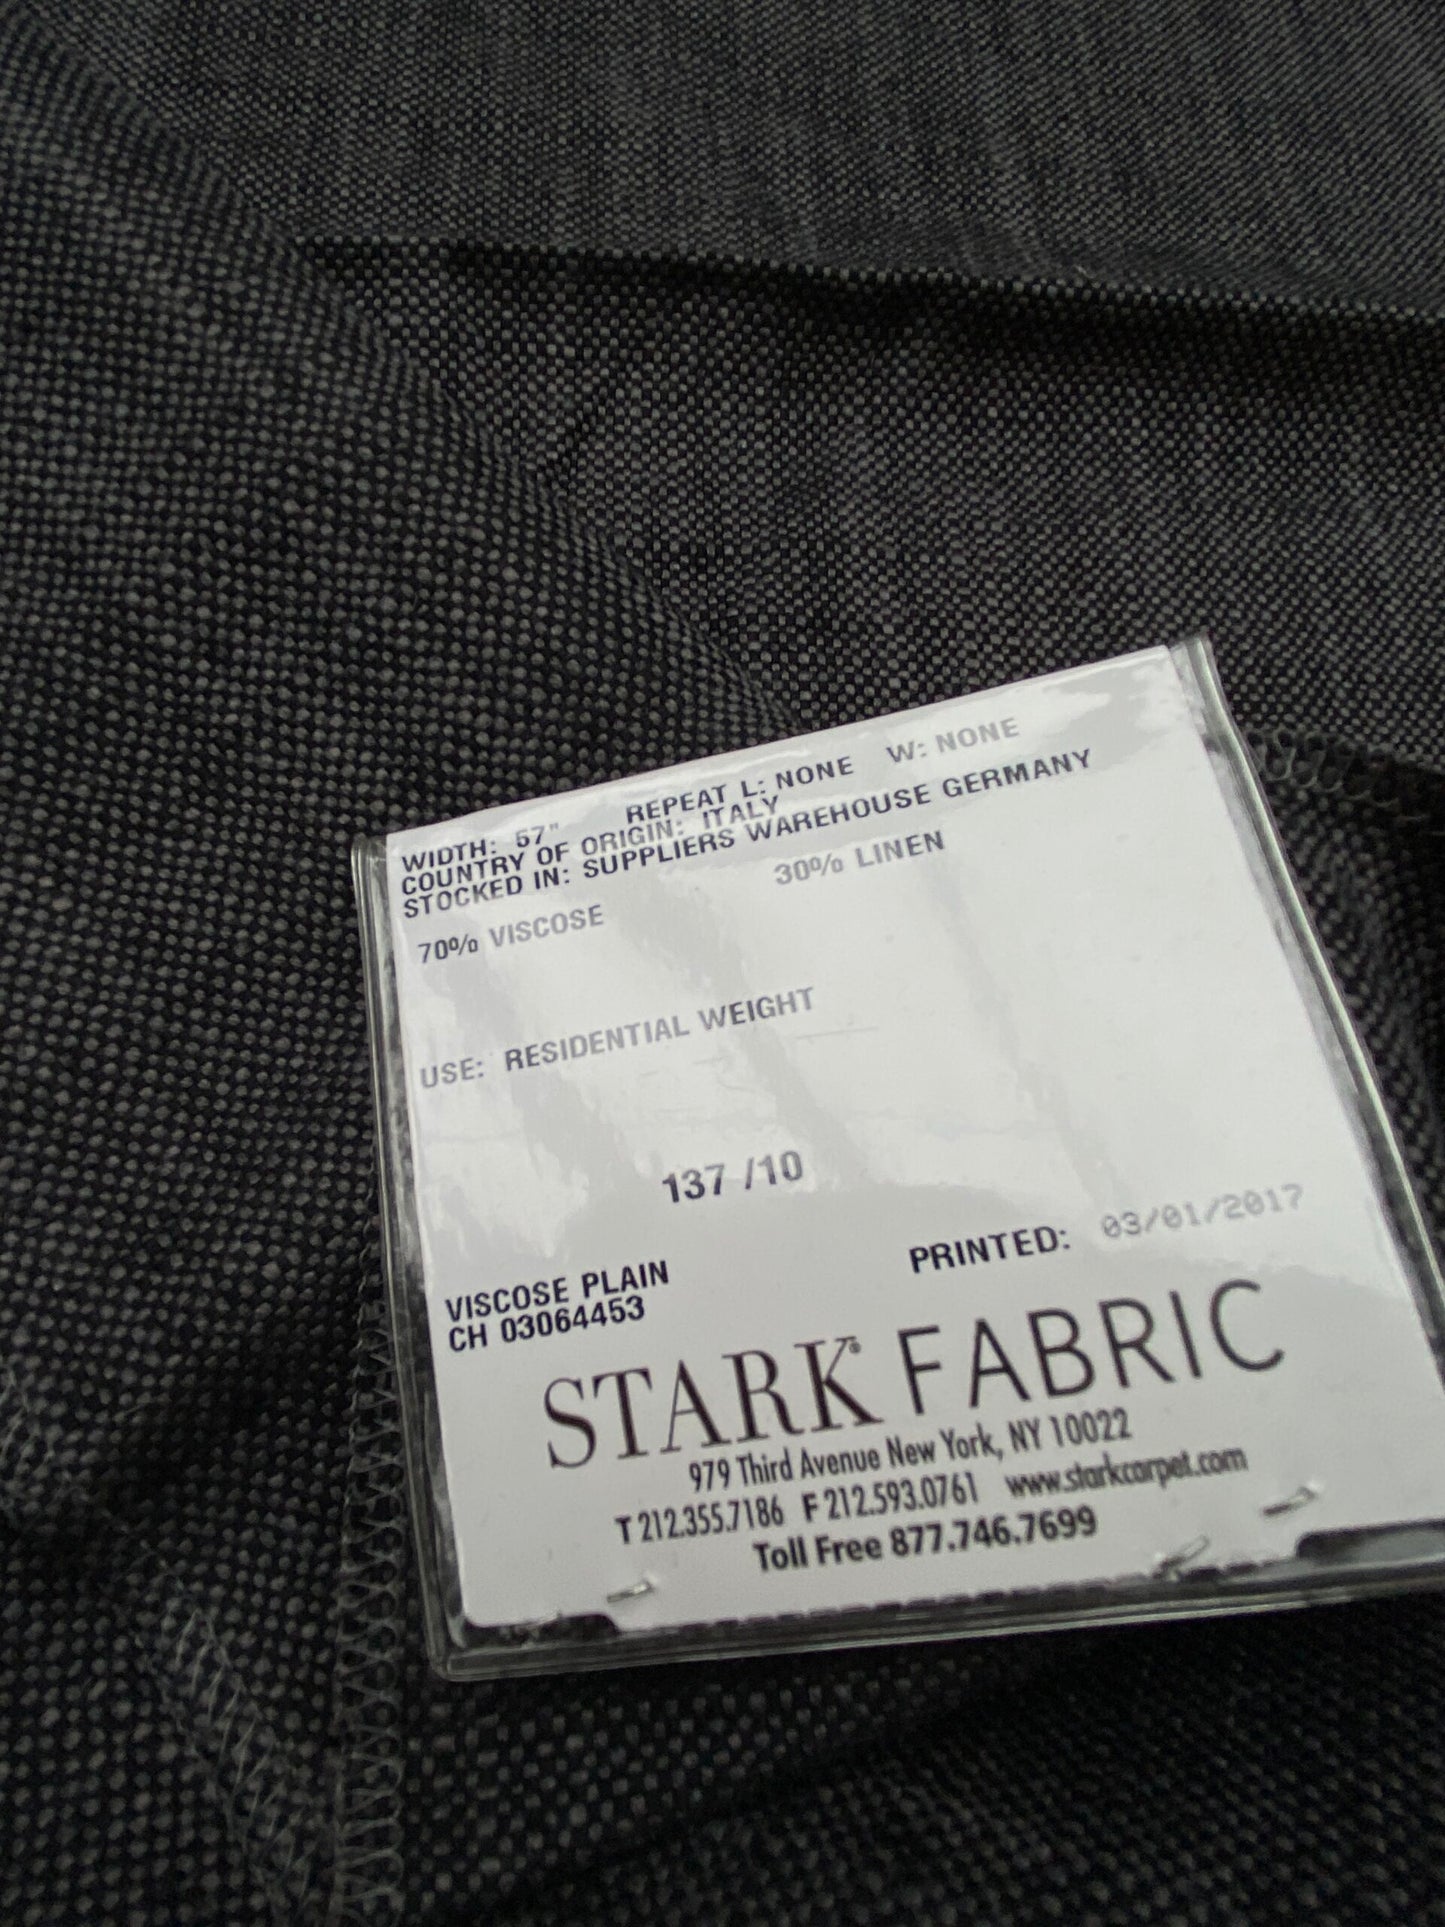 WIDTH: 57" REPEAT L: NONE W: NONE
COUNTRY OF ORIGIN: ITALY
STOCKED IN: SUPPLIERS WAREHOUSE GERMANY
70% VISCOSE 30% LINEN
USE: RESIDENTIAL WEIGHT
137 /10
PRINTED: 03/01/2017
VISCOSE PLAIN
CH 03064453
STARK® FABRIC
979 Third Avenue New York, NY 10022
T 212.355.7186 F 212.593.0761 www.starkcarpet.com
Toll Free 877.746.7699